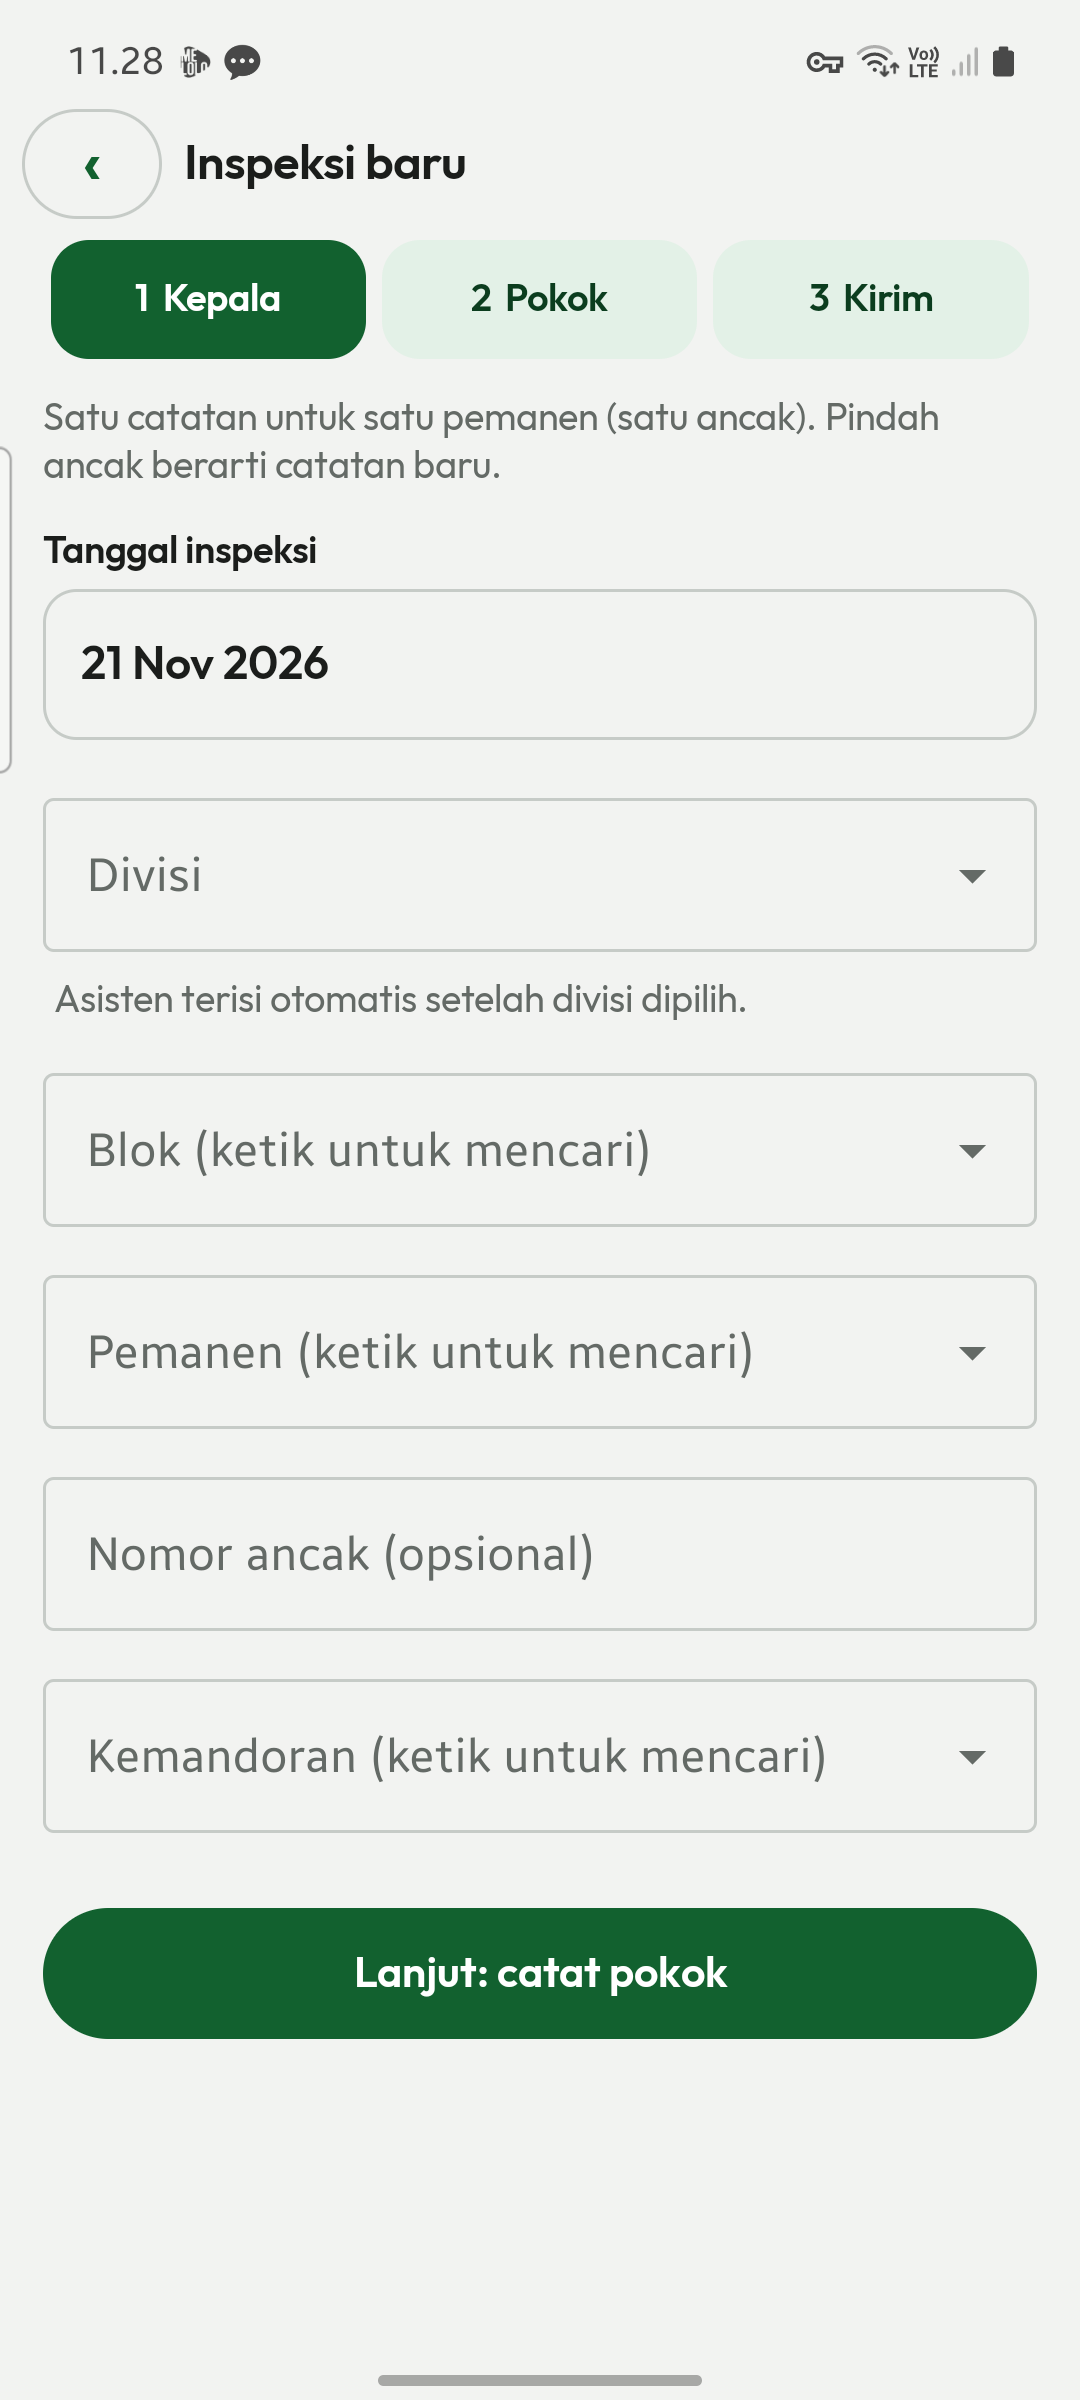 11.28
Vo)) LTE
‹ Inspeksi baru
1 Kepala
2 Pokok
3 Kirim
Satu catatan untuk satu pemanen (satu ancak). Pindah
ancak berarti catatan baru.
Tanggal inspeksi
21 Nov 2026
Divisi
Asisten terisi otomatis setelah divisi dipilih.
Blok (ketik untuk mencari)
Pemanen (ketik untuk mencari)
Nomor ancak (opsional)
Kemandoran (ketik untuk mencari)
Lanjut: catat pokok